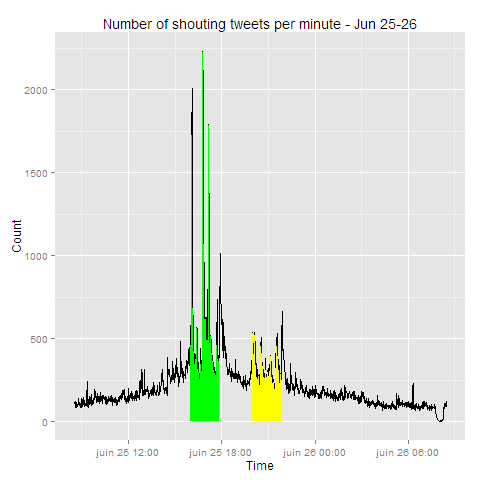 Number of shouting tweets per minute - Jun 25-26
Count
2000
1500
1000
500
0
juin 25 12:00
juin 25 18:00
juin 26 00:00
juin 26 06:00
Time